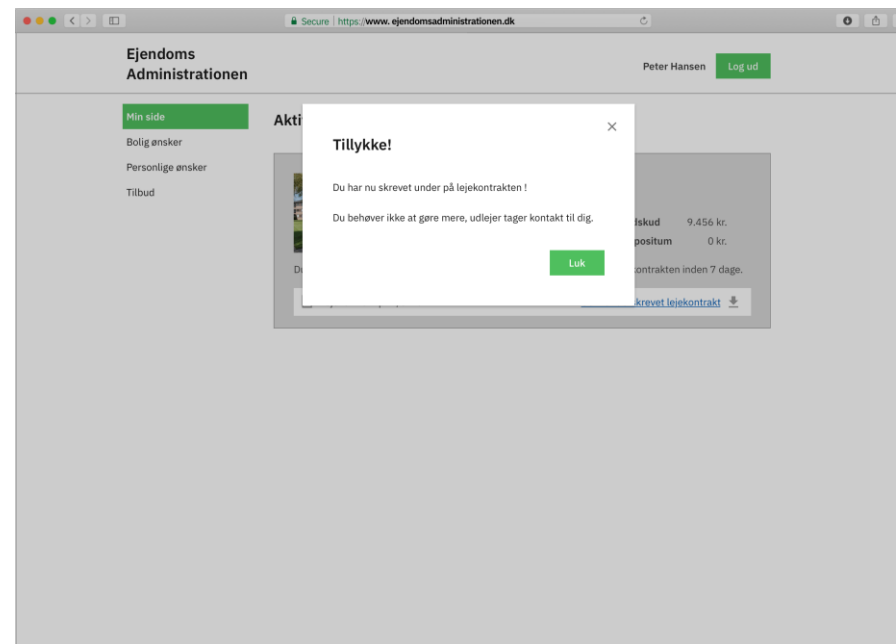 Secure | https://www. ejendomsadministrationen.dk
Ejendoms
Administrationen
Peter Hansen
Log ud
Min side
Bolig ønsker
Personlige ønsker
Tilbud
Tillykke!
Du har nu skrevet under på lejekontrakten !
Du behøver ikke at gøre mere, udlejer tager kontakt til dig.
Luk
9.456 kr.
0 kr.
inden 7 dage.
lejekontrakt